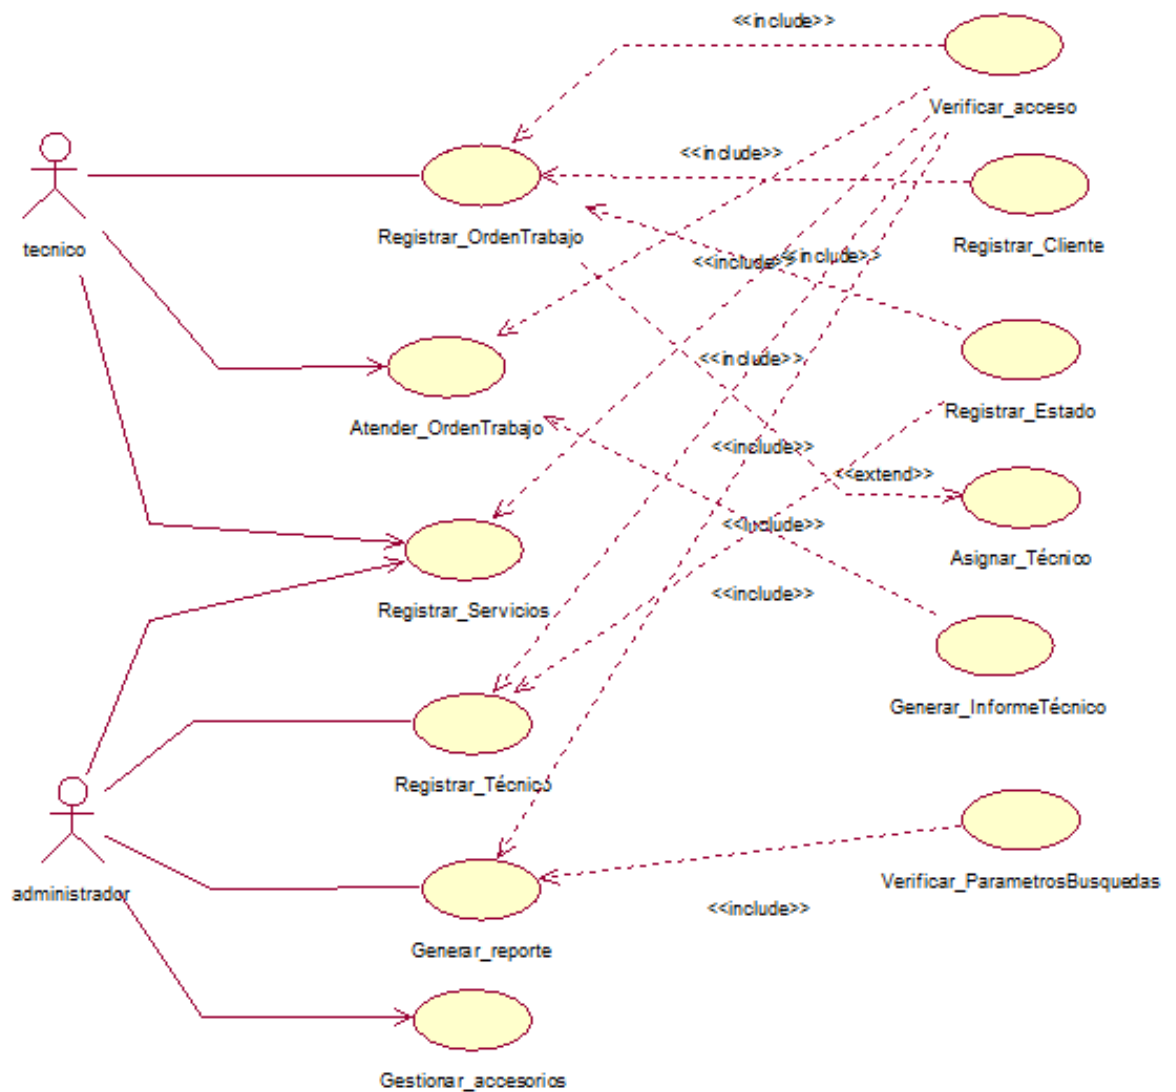 <<include>>
Verificar_acceso
<<include>>
tecnico
Registrar_OrdenTrabajo
Registrar_Cliente
<<include>>
<<include>>
<<include>>
Atender_OrdenTrabajo
Registrar_Estado
<<include>>
<<extend>>
<<include>>
Asignar_Técnico
Registrar_Servicios
<<include>>
Generar_InformeTécnico
Registrar_Técnico
administrador
Verificar_ParametrosBusquedas
<<include>>
Generar_reporte
Gestionar_accesorios